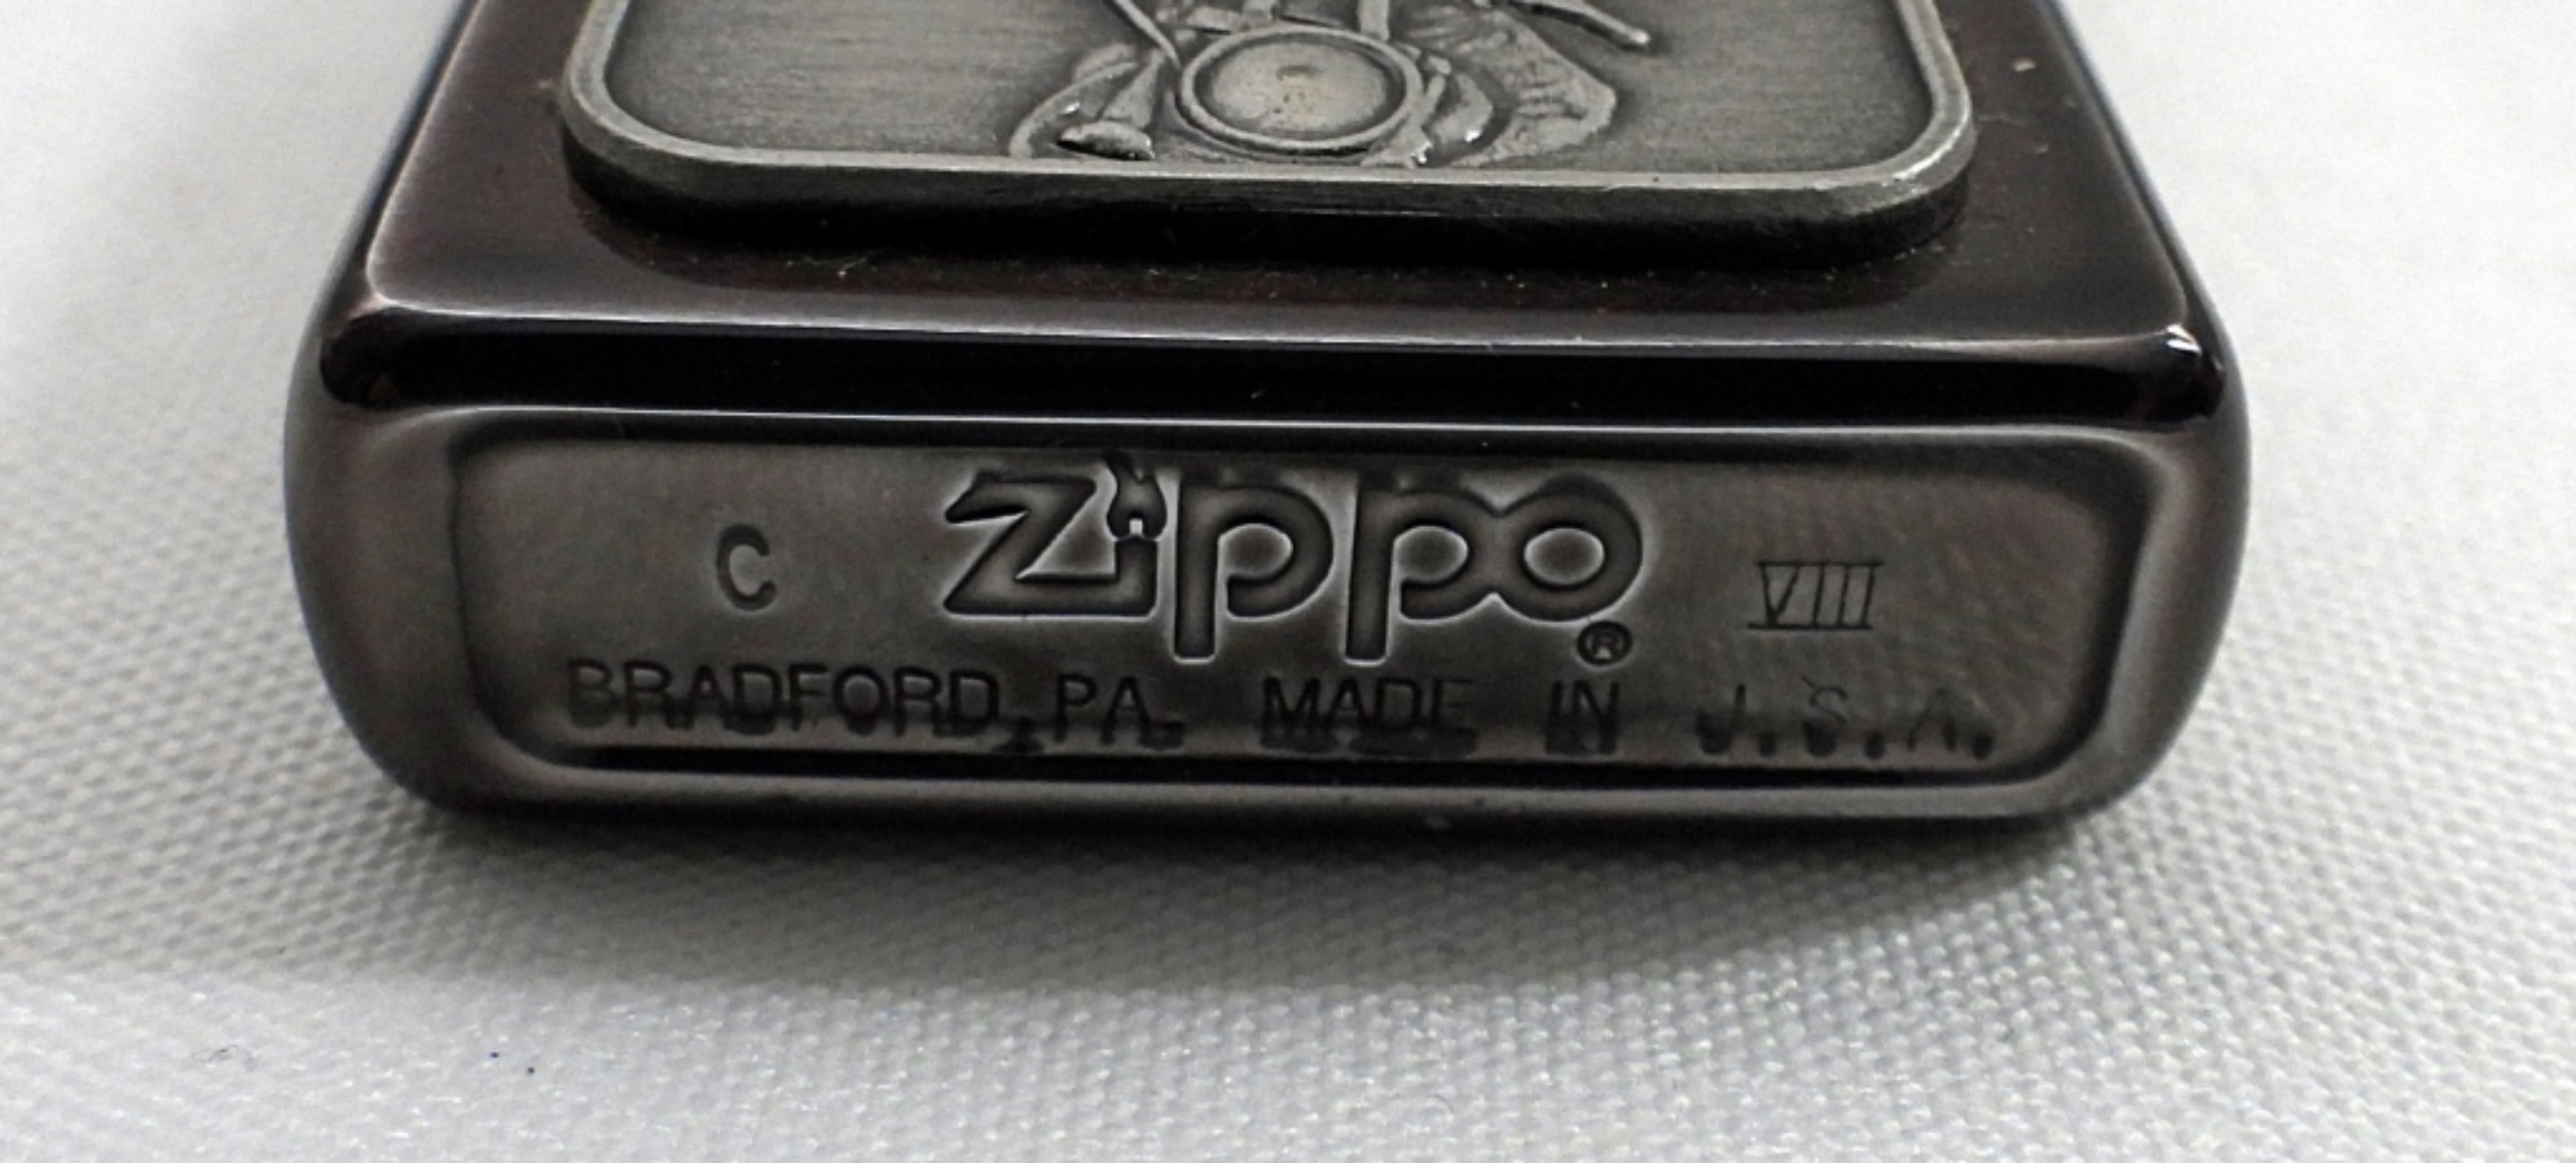 C Zippo ® VIII
BRADFORD, PA. MADE IN U.S.A.